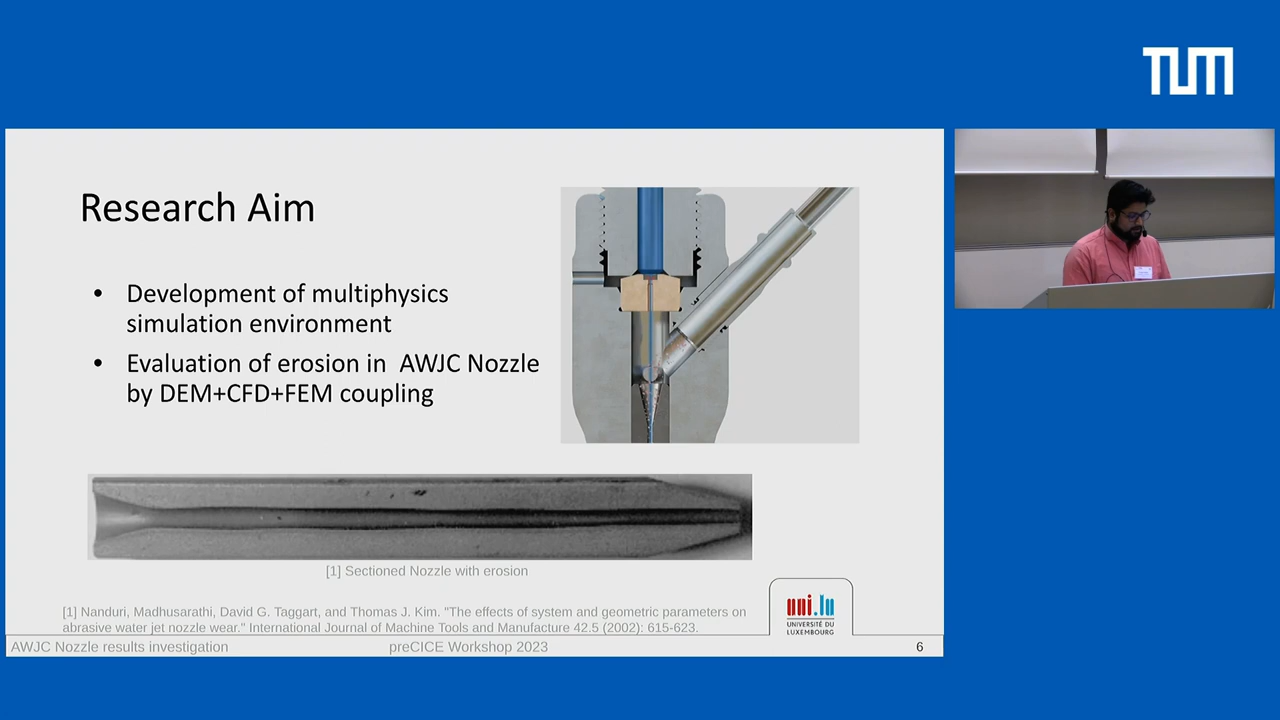 TUM
Research Aim
• Development of multiphysics
simulation environment
• Evaluation of erosion in AWJC Nozzle
by DEM+CFD+FEM coupling
[1] Sectioned Nozzle with erosion
[1] Nanduri, Madhusarathi, David G. Taggart, and Thomas J. Kim. "The effects of system and geometric parameters on
abrasive water jet nozzle wear." International Journal of Machine Tools and Manufacture 42.5 (2002): 615-623.
uni.lu
UNIVERSITÉ DU
LUXEMBOURG
AWJC Nozzle results investigation
preCICE Workshop 2023
6